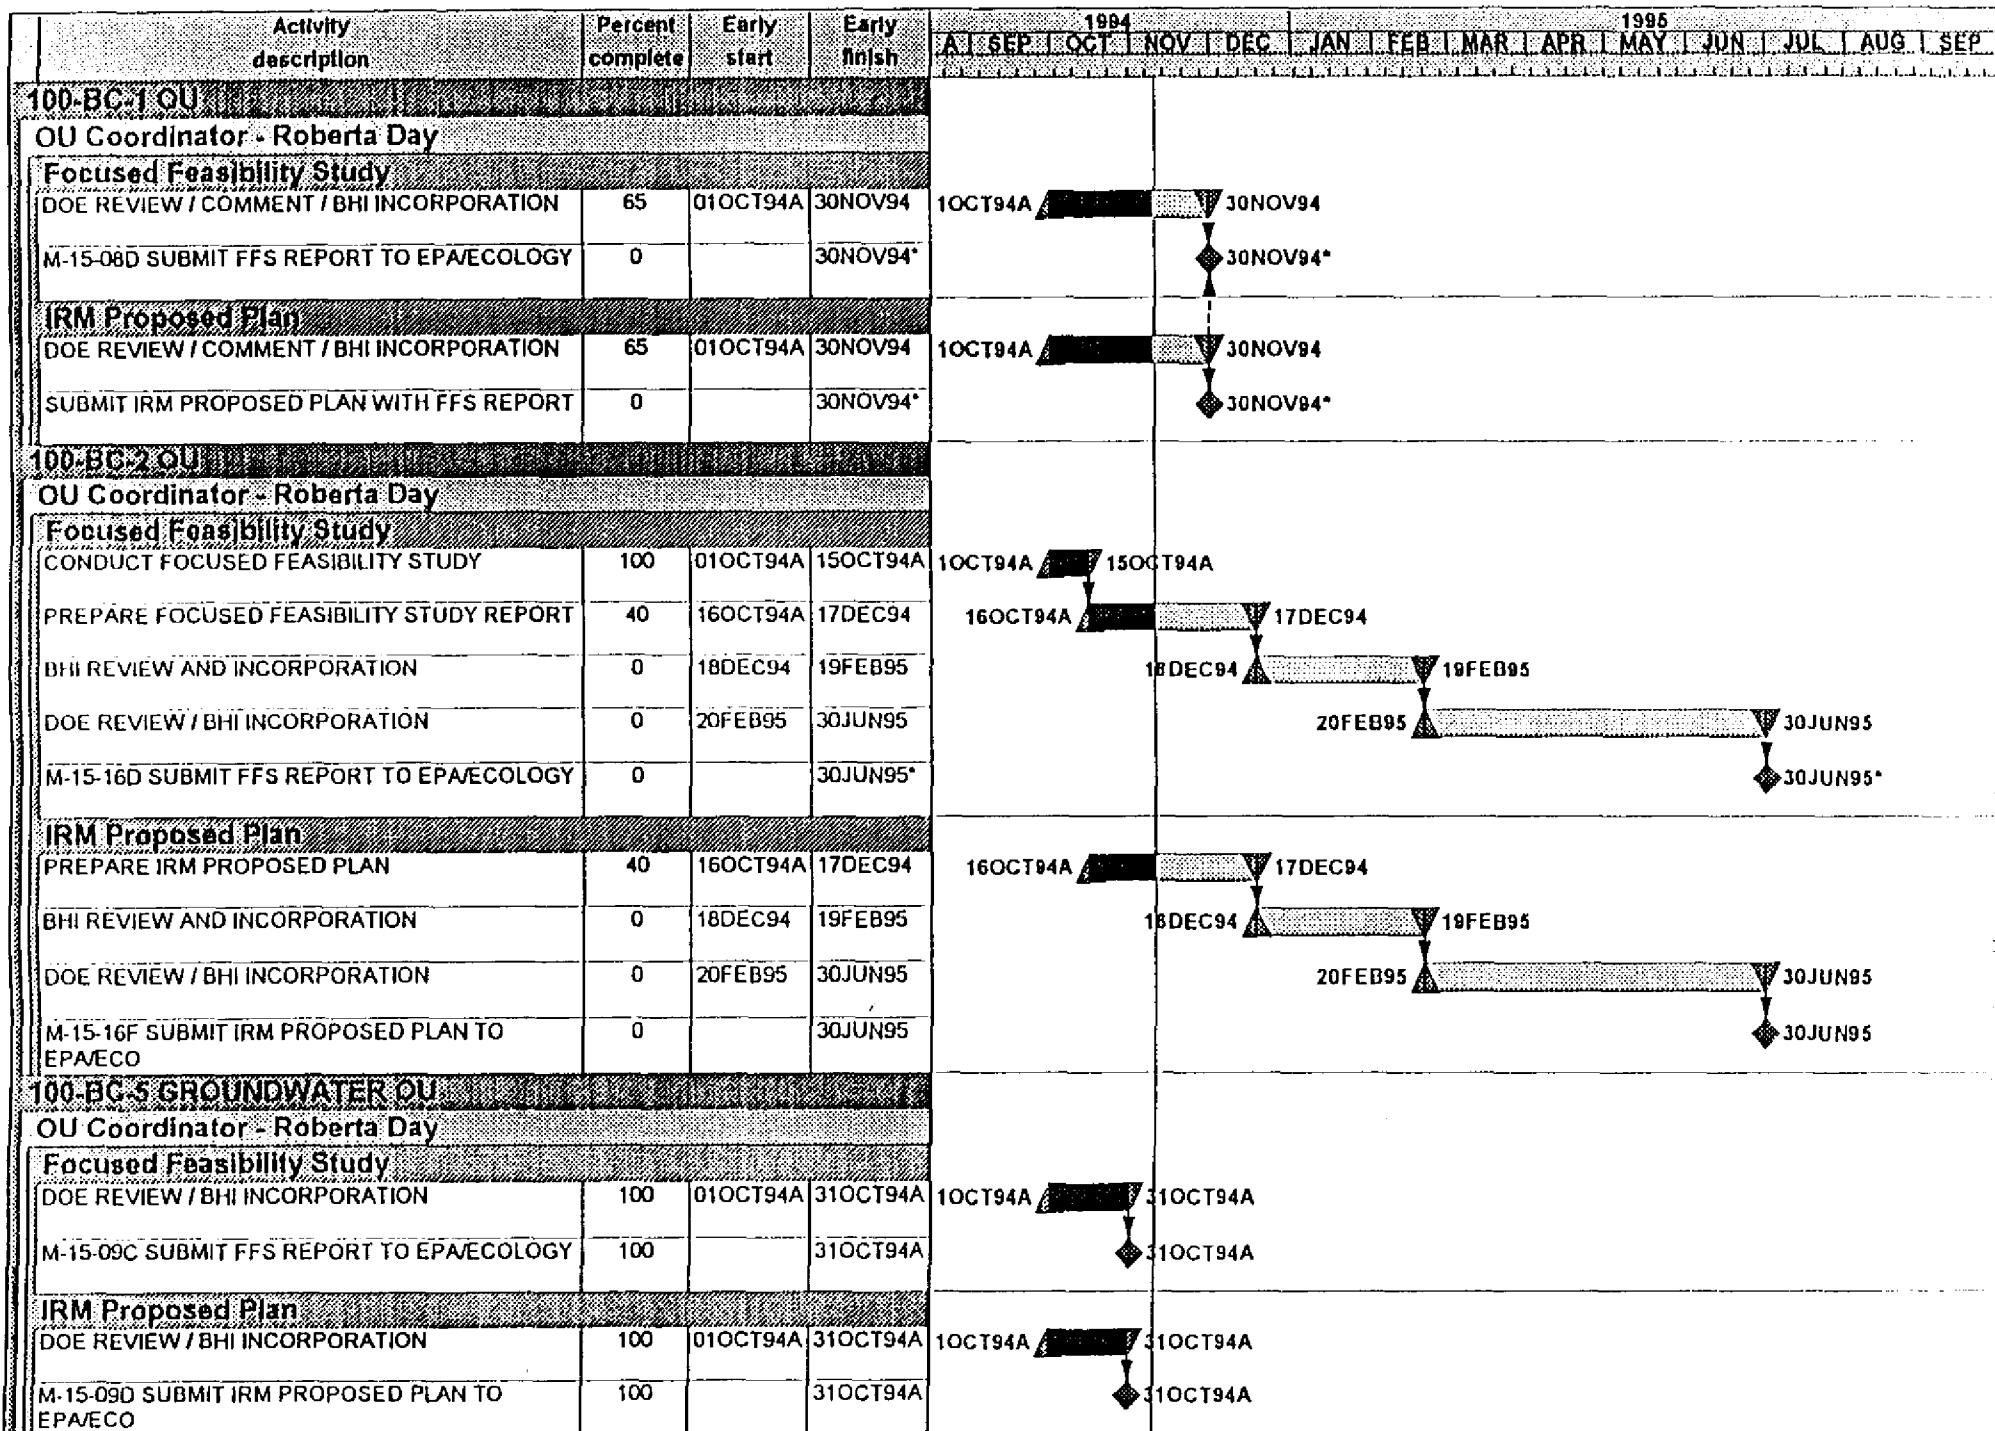 Activity description Percent complete Early start Early finish 1994 1995
A SEP OCT NOV DEC JAN FEB MAR APR MAY JUN JUL AUG SEP
100-BC-1 OU
OU Coordinator - Roberta Day
Focused Feasibility Study
DOE REVIEW / COMMENT / BHI INCORPORATION 65 01OCT94A 30NOV94 1OCT94A 30NOV94
M-15-08D SUBMIT FFS REPORT TO EPA/ECOLOGY 0 30NOV94* 30NOV94*
IRM Proposed Plan
DOE REVIEW / COMMENT / BHI INCORPORATION 65 01OCT94A 30NOV94 1OCT94A 30NOV94
SUBMIT IRM PROPOSED PLAN WITH FFS REPORT 0 30NOV94* 30NOV94*
100-BC-2 OU
OU Coordinator - Roberta Day
Focused Feasibility Study
CONDUCT FOCUSED FEASIBILITY STUDY 100 01OCT94A 15OCT94A 1OCT94A 15OCT94A
PREPARE FOCUSED FEASIBILITY STUDY REPORT 40 16OCT94A 17DEC94 16OCT94A 17DEC94
BHI REVIEW AND INCORPORATION 0 18DEC94 19FEB95 18DEC94 19FEB95
DOE REVIEW / BHI INCORPORATION 0 20FEB95 30JUN95 20FEB95 30JUN95
M-15-16D SUBMIT FFS REPORT TO EPA/ECOLOGY 0 30JUN95* 30JUN95*
IRM Proposed Plan
PREPARE IRM PROPOSED PLAN 40 16OCT94A 17DEC94 16OCT94A 17DEC94
BHI REVIEW AND INCORPORATION 0 18DEC94 19FEB95 18DEC94 19FEB95
DOE REVIEW / BHI INCORPORATION 0 20FEB95 30JUN95 20FEB95 30JUN95
M-15-16F SUBMIT IRM PROPOSED PLAN TO 0 30JUN95 30JUN95
EPA/ECO
100-BC-5 GROUNDWATER OU
OU Coordinator - Roberta Day
Focused Feasibility Study
DOE REVIEW / BHI INCORPORATION 100 01OCT94A 31OCT94A 1OCT94A 31OCT94A
M-15-09C SUBMIT FFS REPORT TO EPA/ECOLOGY 100 31OCT94A 31OCT94A
IRM Proposed Plan
DOE REVIEW / BHI INCORPORATION 100 01OCT94A 31OCT94A 1OCT94A 31OCT94A
M-15-09D SUBMIT IRM PROPOSED PLAN TO 100 31OCT94A 31OCT94A
EPA/ECO